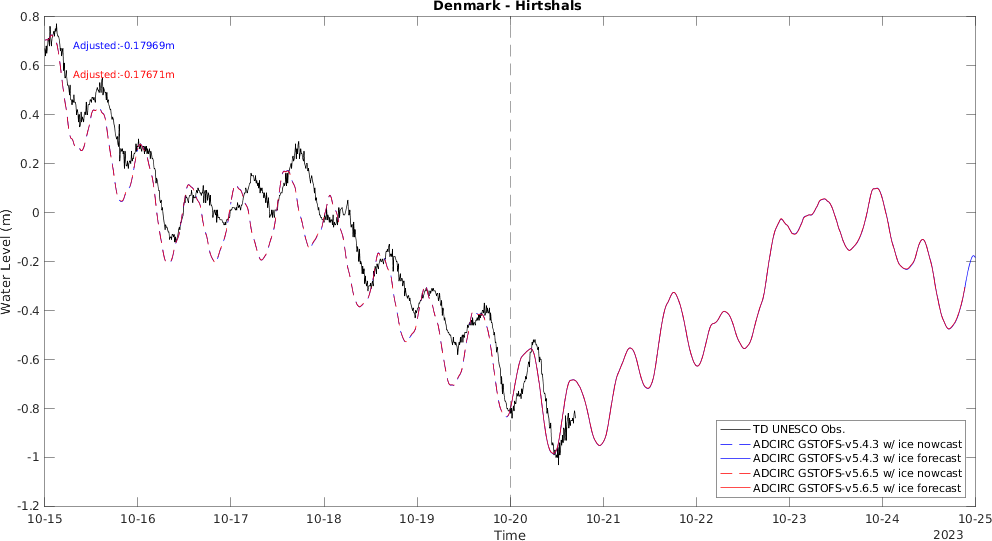 Denmark - Hirtshals
Adjusted:-0.17969m
Adjusted:-0.17671m
Water Level (m)
0.8
0.6
0.4
0.2
0
-0.2
-0.4
-0.6
-0.8
-1
-1.2
TD UNESCO Obs.
ADCIRC GSTOFS-v5.4.3 w/ ice nowcast
ADCIRC GSTOFS-v5.4.3 w/ ice forecast
ADCIRC GSTOFS-v5.6.5 w/ ice nowcast
ADCIRC GSTOFS-v5.6.5 w/ ice forecast
10-15 10-16 10-17 10-18 10-19 10-20 10-21 10-22 10-23 10-24 10-25
Time
2023